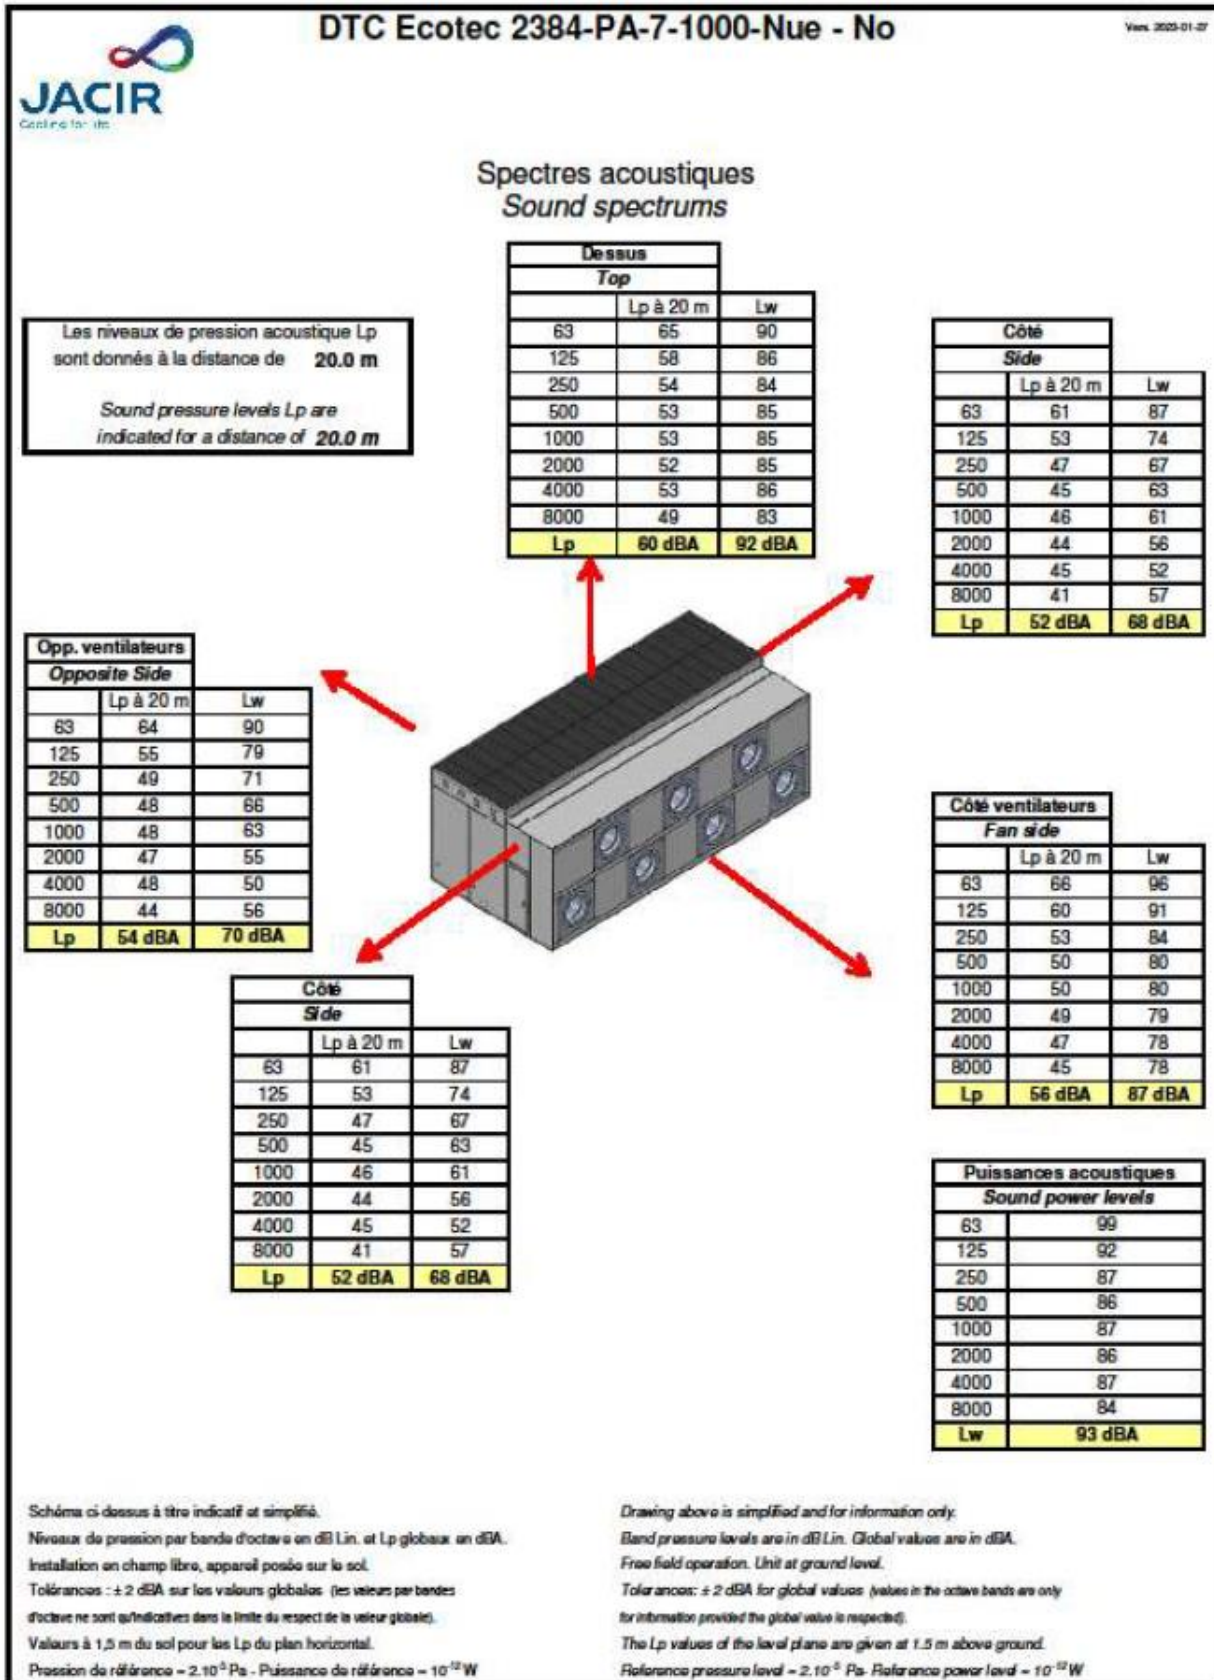 DTC Ecotec 2384-PA-7-1000-Nue - No
Vers. 2023-01-27
JACIR
Cooling for life
Spectres acoustiques
Sound spectrums
Les niveaux de pression acoustique Lp
sont donnés à la distance de 20.0 m
Sound pressure levels Lp are
indicated for a distance of 20.0 m
Dessus
Top
Lp à 20 m Lw
63 65 90
125 58 86
250 54 84
500 53 85
1000 53 85
2000 52 85
4000 53 86
8000 49 83
Lp 60 dBA 92 dBA
Côté
Side
Lp à 20 m Lw
63 61 87
125 53 74
250 47 67
500 45 63
1000 46 61
2000 44 56
4000 45 52
8000 41 57
Lp 52 dBA 68 dBA
Opp. ventilateurs
Opposite Side
Lp à 20 m Lw
63 64 90
125 55 79
250 49 71
500 48 66
1000 48 63
2000 47 55
4000 48 50
8000 44 56
Lp 54 dBA 70 dBA
Côté ventilateurs
Fan side
Lp à 20 m Lw
63 66 96
125 60 91
250 53 84
500 50 80
1000 50 80
2000 49 79
4000 47 78
8000 45 78
Lp 56 dBA 87 dBA
Côté
Side
Lp à 20 m Lw
63 61 87
125 53 74
250 47 67
500 45 63
1000 46 61
2000 44 56
4000 45 52
8000 41 57
Lp 52 dBA 68 dBA
Puissances acoustiques
Sound power levels
63 99
125 92
250 87
500 86
1000 87
2000 86
4000 87
8000 84
Lw 93 dBA
Schéma ci-dessus à titre indicatif et simplifié.
Niveaux de pression par bande d'octave en dB Lin. et Lp globaux en dBA.
Installation en champ libre, appareil posée sur le sol.
Tolérances : ± 2 dBA sur les valeurs globales (les valeurs par bandes
d'octave ne sont qu'indicatives dans la limite du respect de la valeur globale).
Valeurs à 1,5 m du sol pour les Lp du plan horizontal.
Pression de référence = 2.10⁻⁵ Pa - Puissance de référence = 10⁻¹² W
Drawing above is simplified and for information only.
Band pressure levels are in dB Lin. Global values are in dBA.
Free field operation. Unit at ground level.
Tolerances: ± 2 dBA for global values (values in the octave bands are only
for information provided the global value is respected).
The Lp values of the level plane are given at 1.5 m above ground.
Reference pressure level = 2.10⁻⁵ Pa- Reference power level = 10⁻¹² W